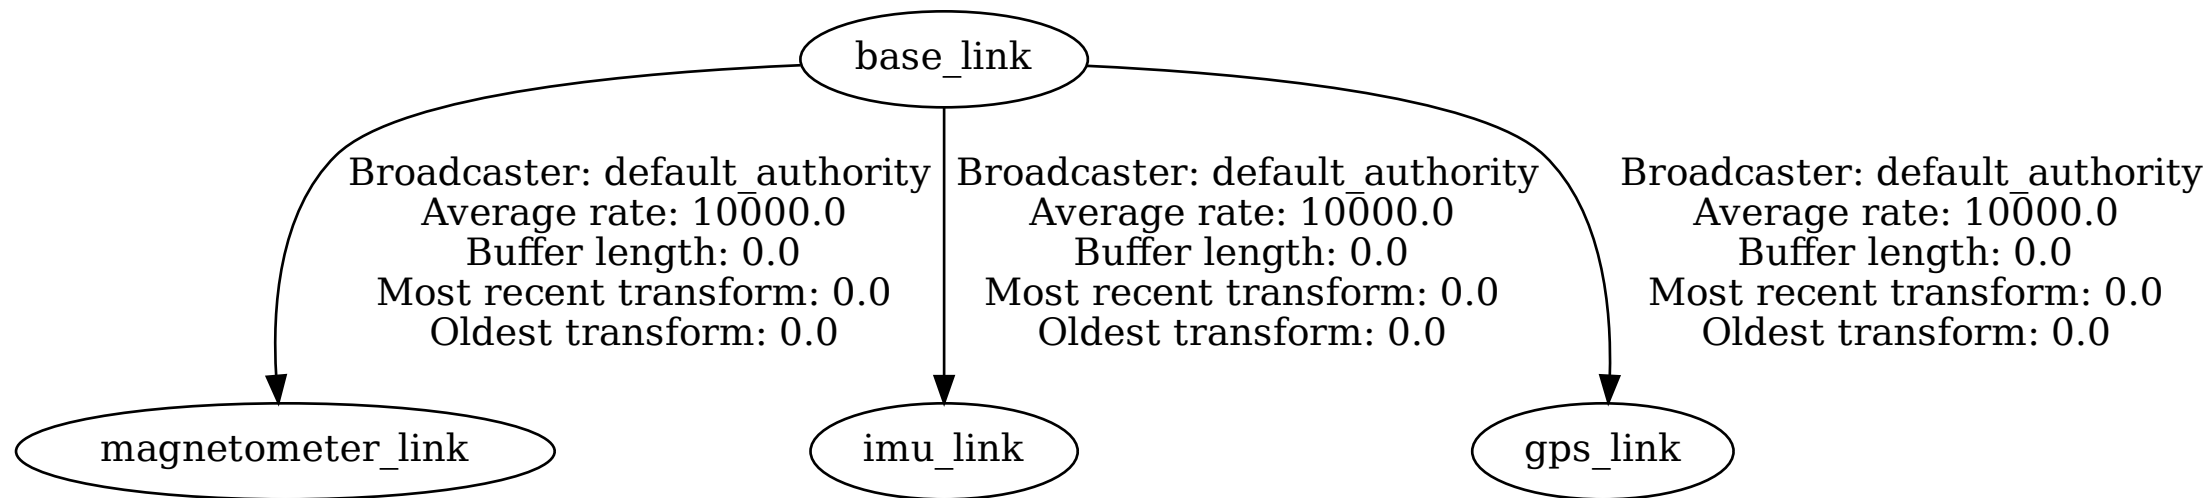 base_link
Broadcaster: default_authority
Average rate: 10000.0
Buffer length: 0.0
Most recent transform: 0.0
Oldest transform: 0.0
Broadcaster: default_authority
Average rate: 10000.0
Buffer length: 0.0
Most recent transform: 0.0
Oldest transform: 0.0
Broadcaster: default_authority
Average rate: 10000.0
Buffer length: 0.0
Most recent transform: 0.0
Oldest transform: 0.0
magnetometer_link
imu_link
gps_link